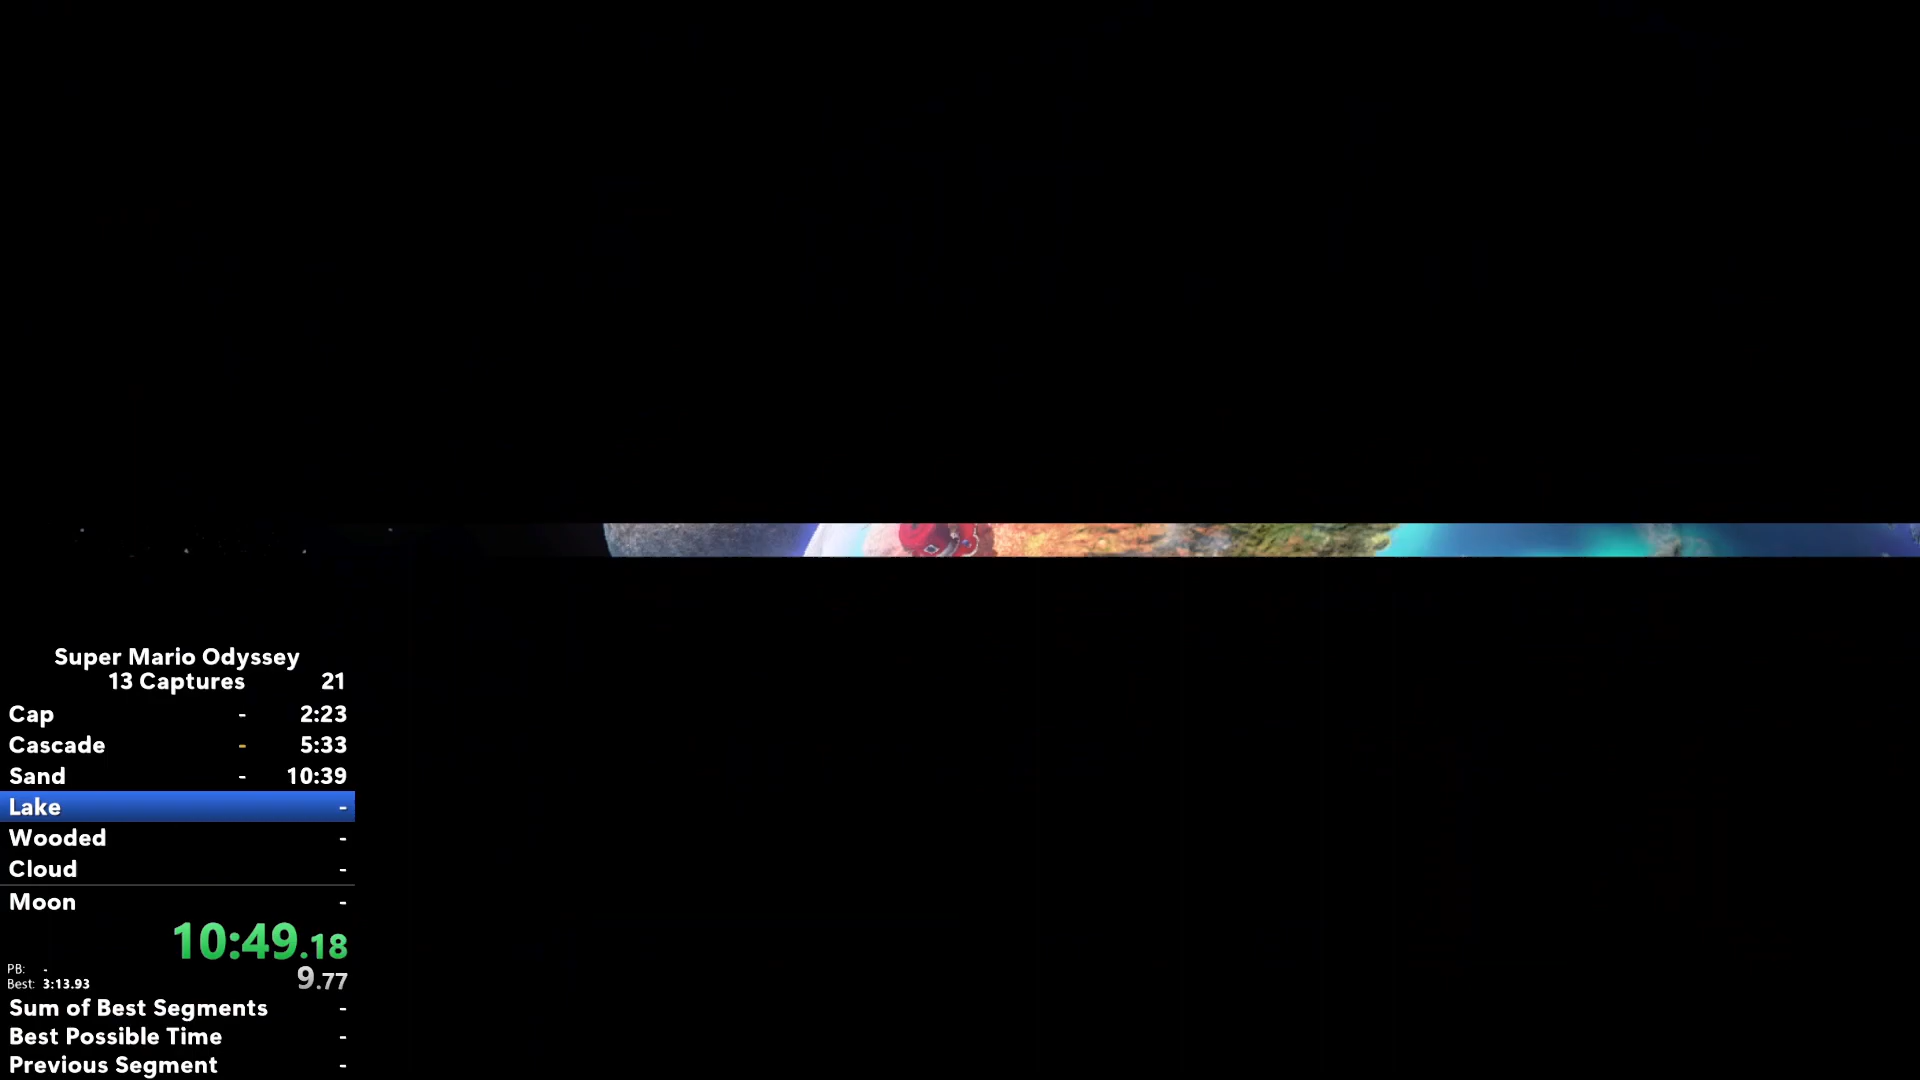 Super Mario Odyssey
13 Captures 21
Cap - 2:23
Cascade - 5:33
Sand - 10:39
Lake -
Wooded -
Cloud -
Moon -
10:49.18
PB: -
9.77
Best: 3:13.93
Sum of Best Segments -
Best Possible Time -
Previous Segment -